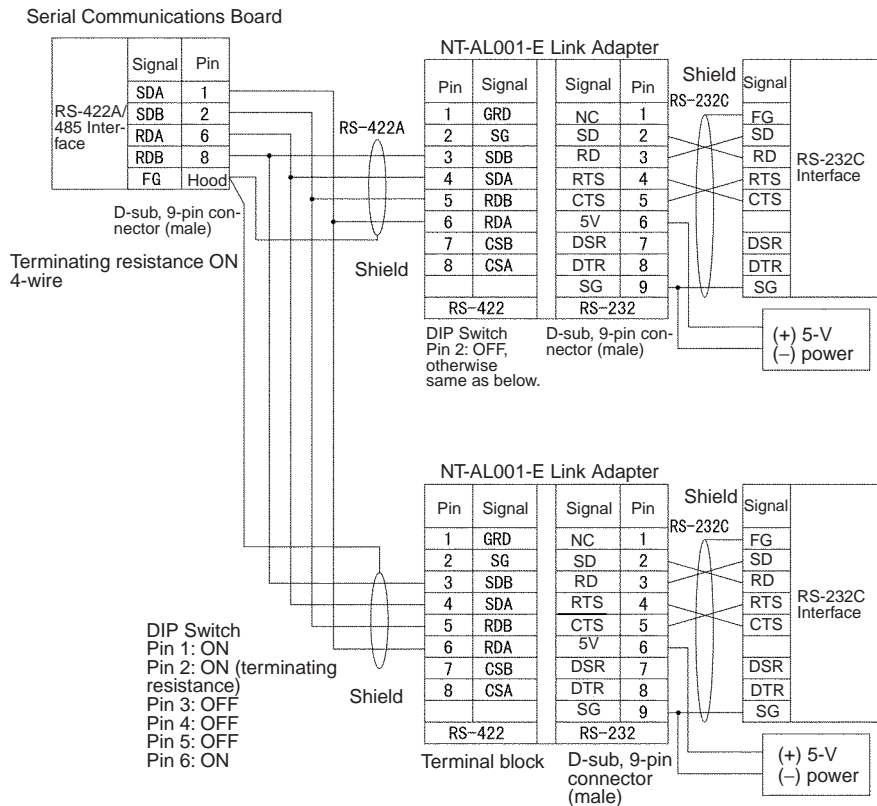 Serial Communications Board
Signal Pin
SDA 1
SDB 2
RDA 6
RDB 8
FG Hood
RS-422A/
485 Inter-
face
D-sub, 9-pin con-
nector (male)
Terminating resistance ON
4-wire
RS-422A
Shield
NT-AL001-E Link Adapter
Pin Signal Signal Pin
1 GRD NC 1
2 SG SD 2
3 SDB RD 3
4 SDA RTS 4
5 RDB CTS 5
6 RDA 5V 6
7 CSB DSR 7
8 CSA DTR 8
SG 9
RS-422 RS-232
DIP Switch
Pin 2: OFF,
otherwise
same as below.
D-sub, 9-pin con-
nector (male)
Shield
RS-232C
Signal
FG
SD
RD
RTS
CTS
DSR
DTR
SG
RS-232C
Interface
(+) 5-V
(–) power
NT-AL001-E Link Adapter
Pin Signal Signal Pin
1 GRD NC 1
2 SG SD 2
3 SDB RD 3
4 SDA RTS 4
5 RDB CTS 5
6 RDA 5V 6
7 CSB DSR 7
8 CSA DTR 8
SG 9
RS-422 RS-232
Terminal block
D-sub, 9-pin
connector
(male)
Shield
RS-232C
Signal
FG
SD
RD
RTS
CTS
DSR
DTR
SG
RS-232C
Interface
(+) 5-V
(–) power
DIP Switch
Pin 1: ON
Pin 2: ON (terminating
resistance)
Pin 3: OFF
Pin 4: OFF
Pin 5: OFF
Pin 6: ON
Shield